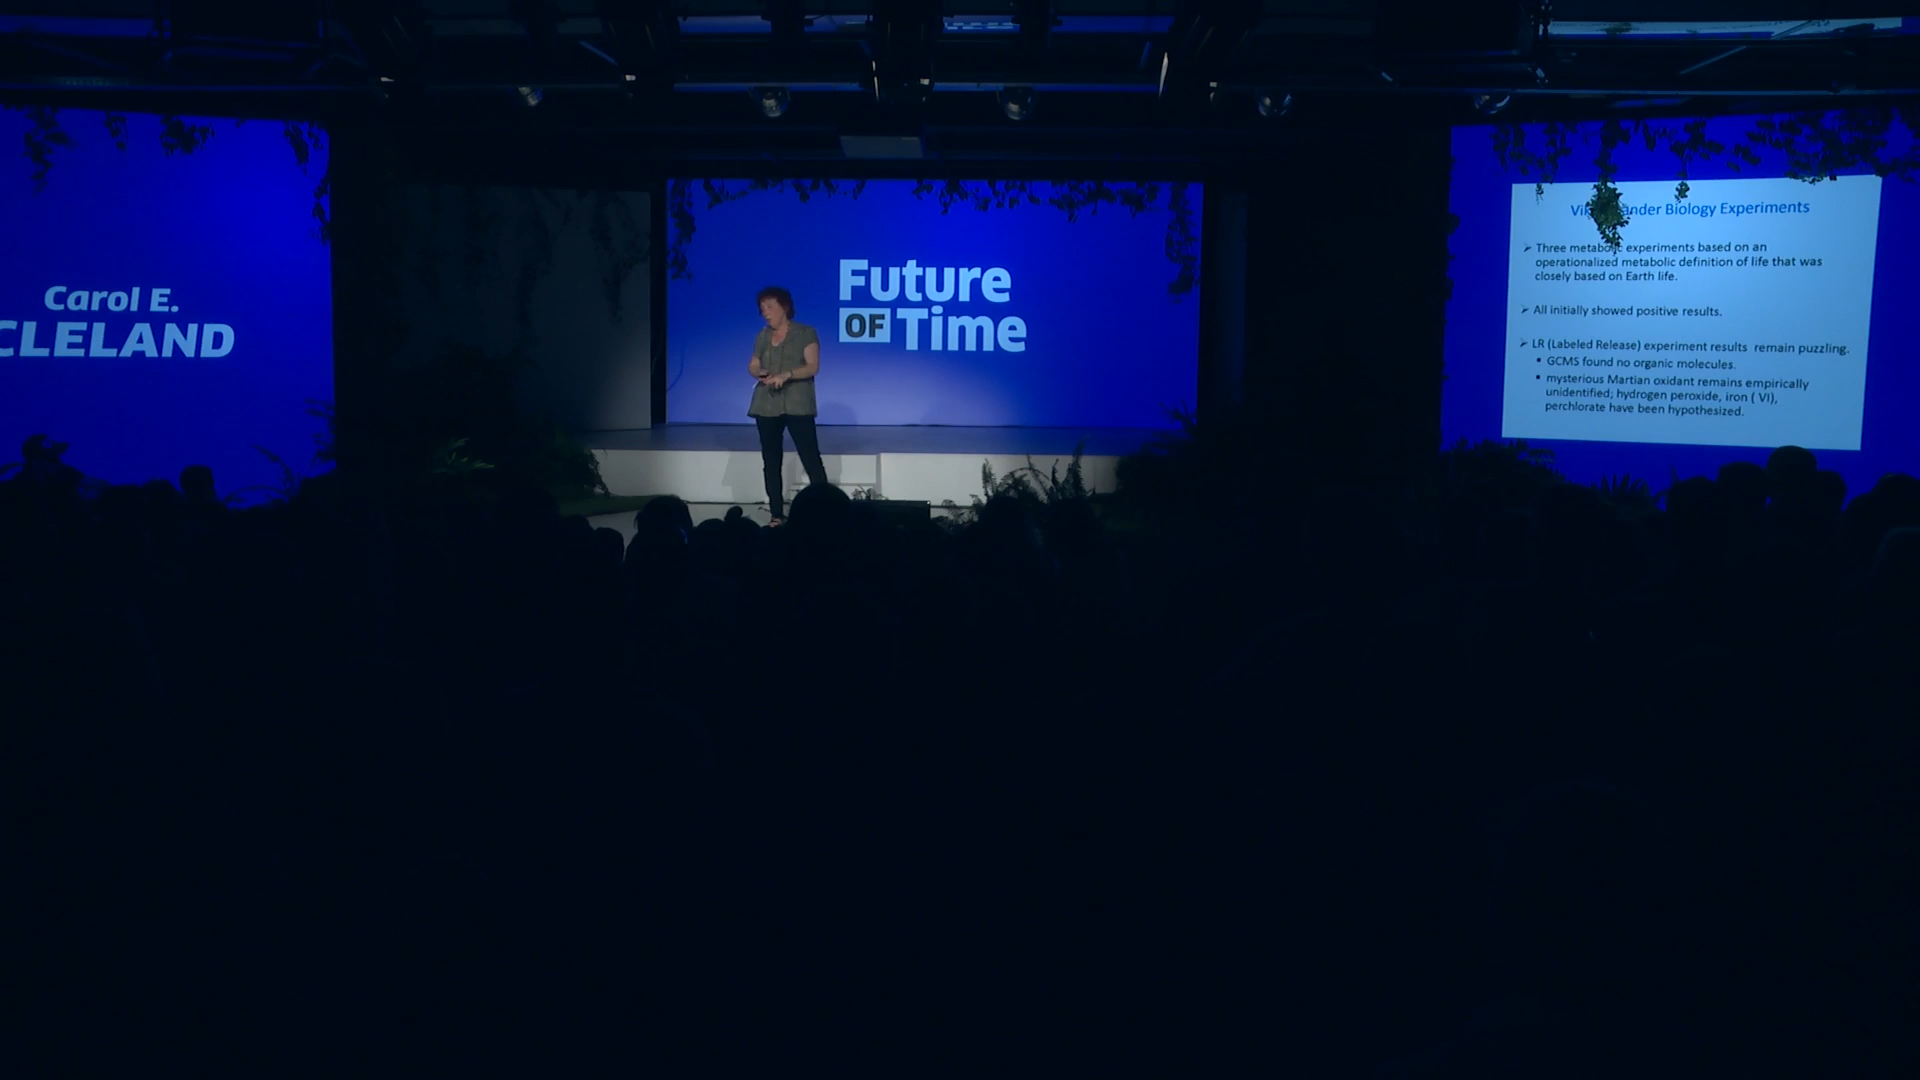 Carol E.
CLELAND
Future
OF Time
Biology Experiments
Three metabolic experiments based on an
operationalized metabolic definition of life that was
closely based on Earth life.
All initially showed positive results.
LR (Labeled Release) experiment results remain puzzling.
GCMS found no organic molecules.
mysterious Martian oxidant remains empirically
unidentified; hydrogen peroxide, iron ( VI),
perchlorate have been hypothesized.